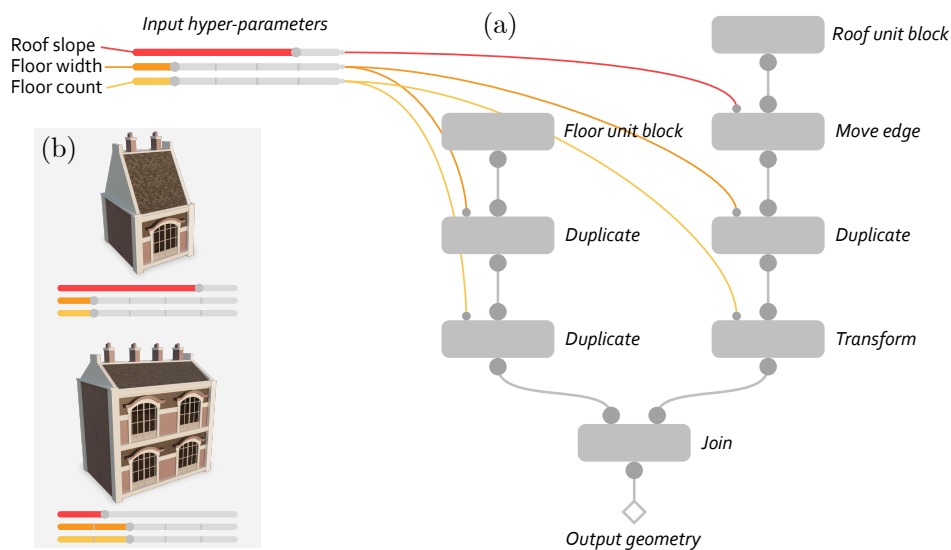 Input hyper-parameters
(a)
Roof slope
Floor width
Floor count
Roof unit block
(b)
Floor unit block
Move edge
Duplicate
Duplicate
Duplicate
Transform
Join
Output geometry